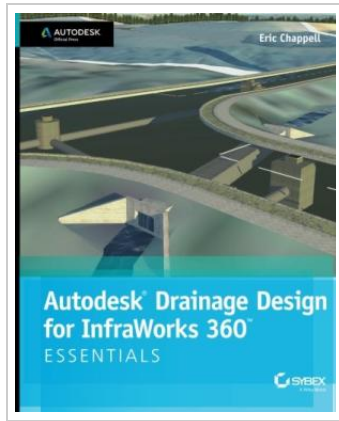 AUTODESK
Official Press
Eric Chappell
Autodesk® Drainage Design
for InfraWorks 360™
ESSENTIALS
SYBEX